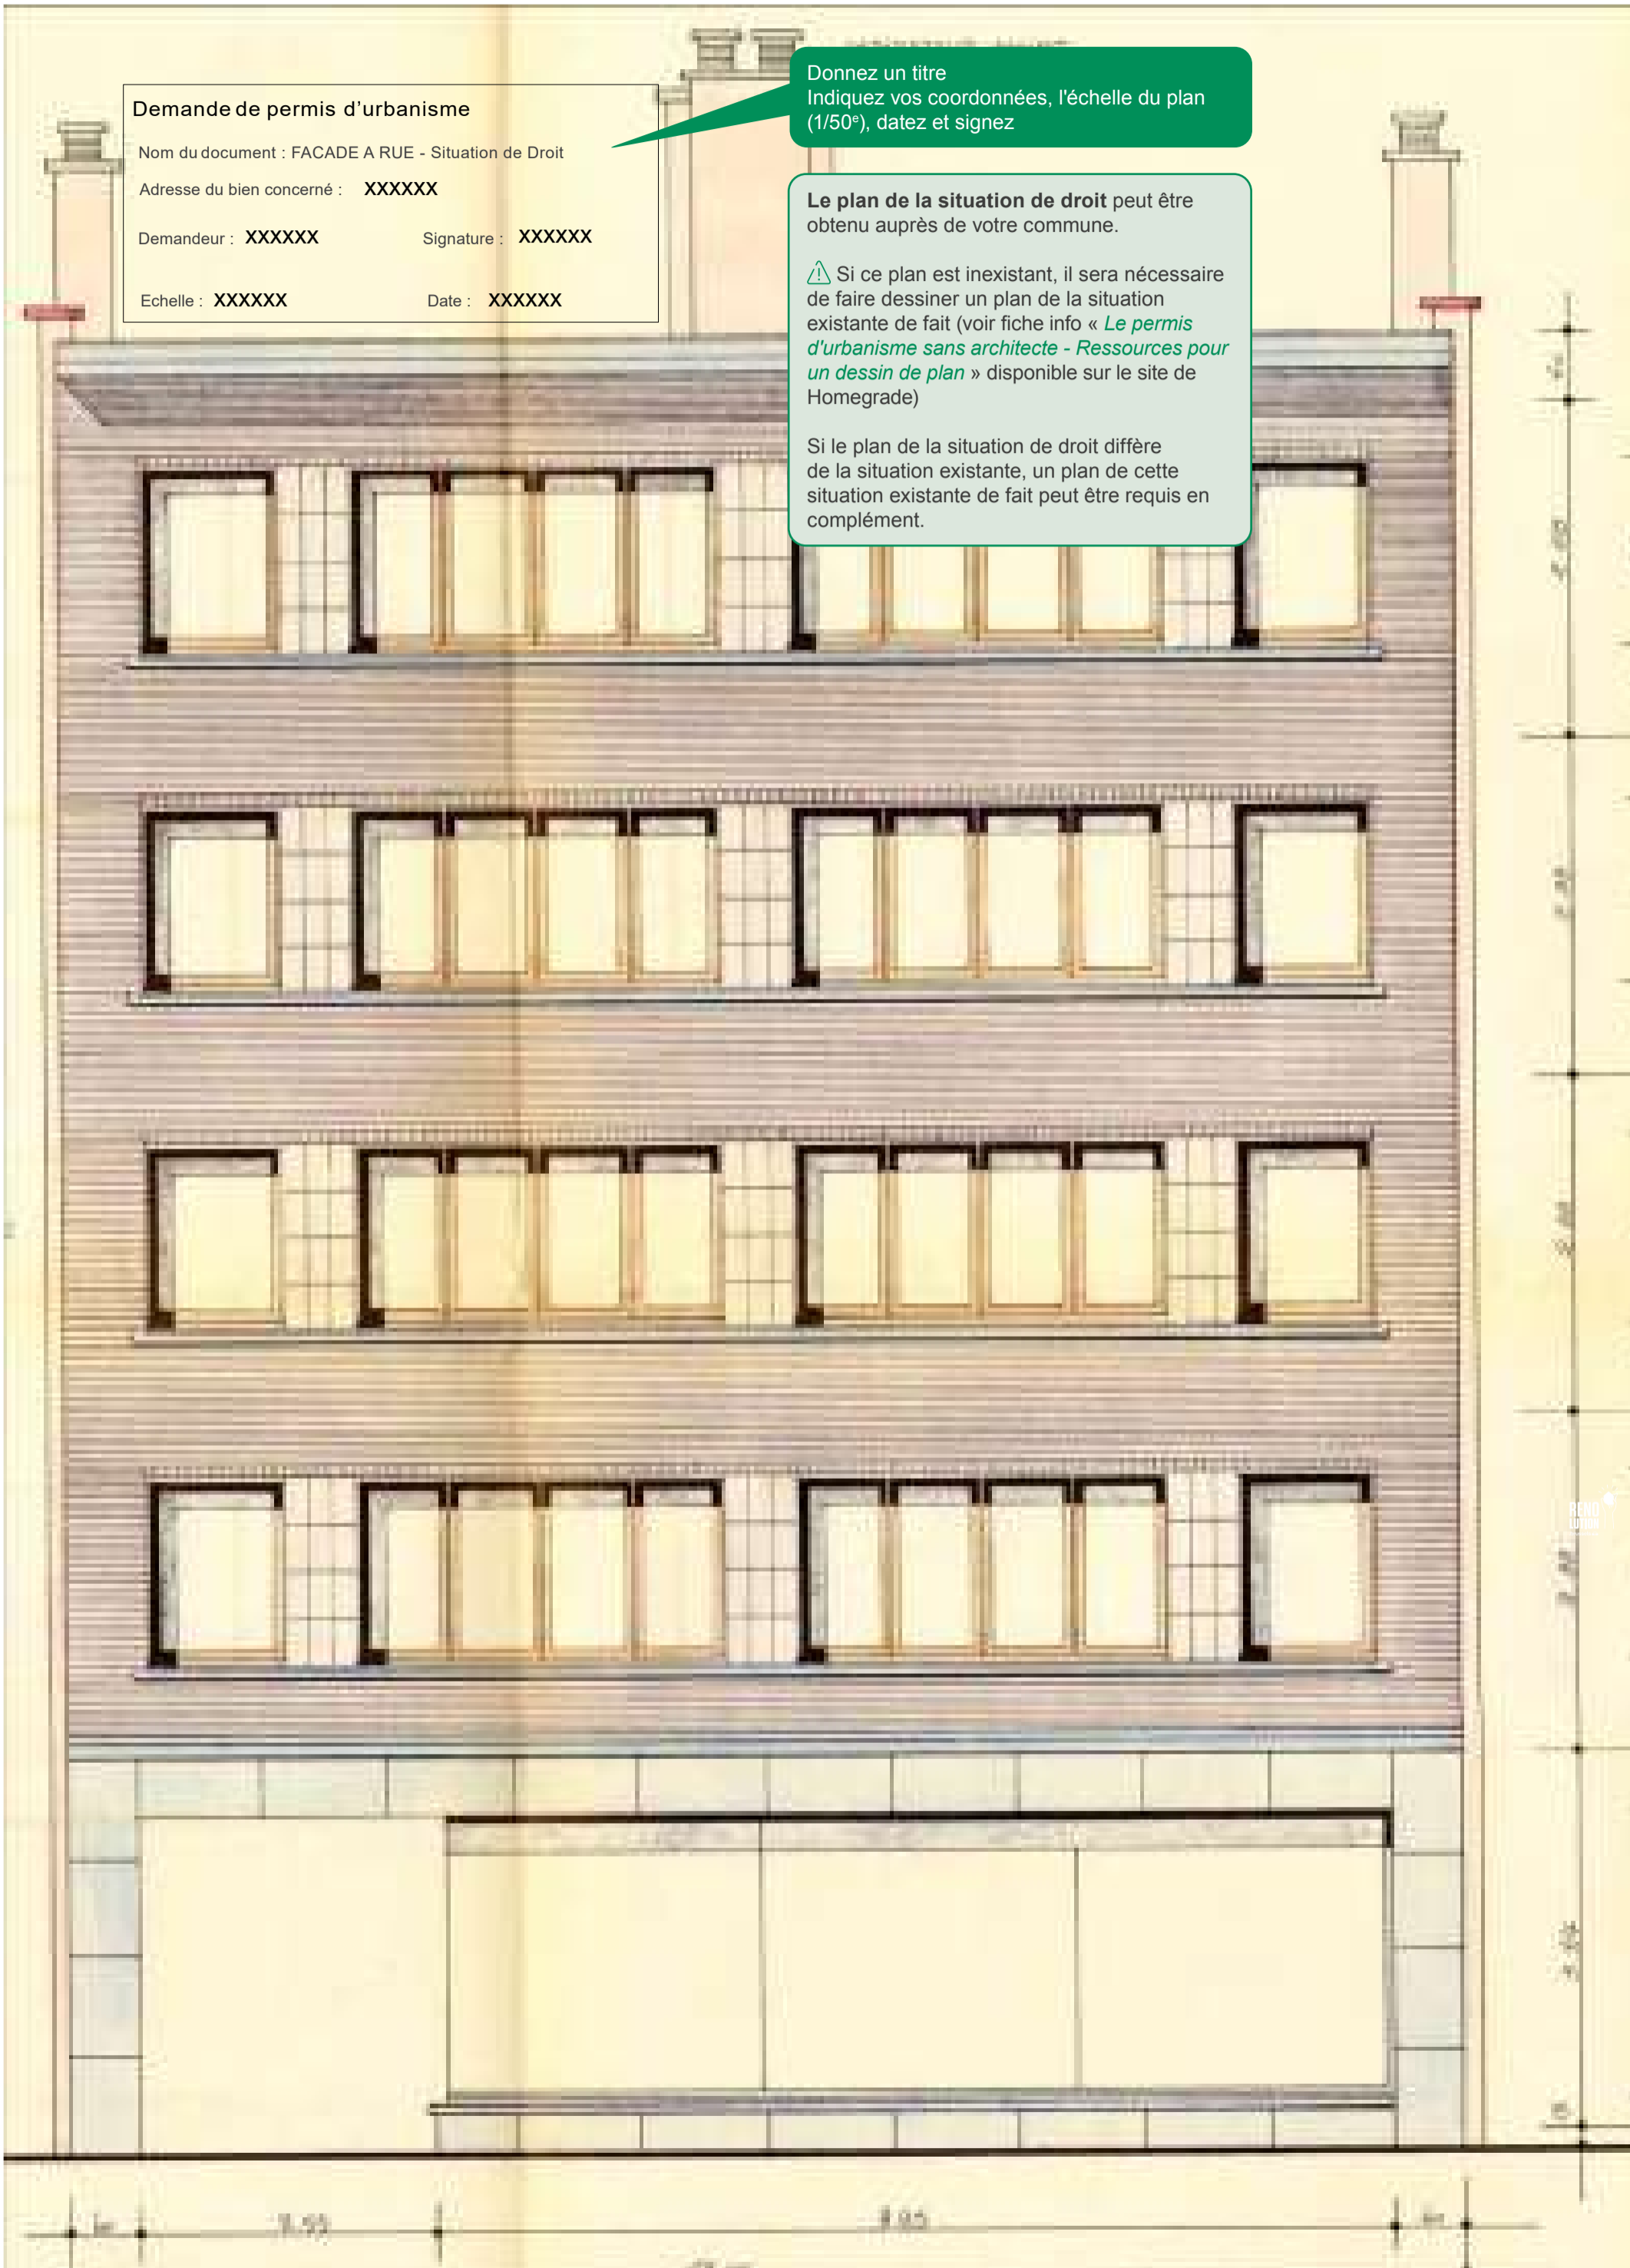 Donnez un titre
Indiquez vos coordonnées, l'échelle du plan
(1/50ᵉ), datez et signez
Demande de permis d'urbanisme
Nom du document : FACADE A RUE - Situation de Droit
Adresse du bien concerné : XXXXXX
Demandeur : XXXXXX Signature : XXXXXX
Echelle : XXXXXX Date : XXXXXX
Le plan de la situation de droit peut être
obtenu auprès de votre commune.
Si ce plan est inexistant, il sera nécessaire
de faire dessiner un plan de la situation
existante de fait (voir fiche info « Le permis
d'urbanisme sans architecte - Ressources pour
un dessin de plan » disponible sur le site de
Homegrade)
Si le plan de la situation de droit diffère
de la situation existante, un plan de cette
situation existante de fait peut être requis en
complément.